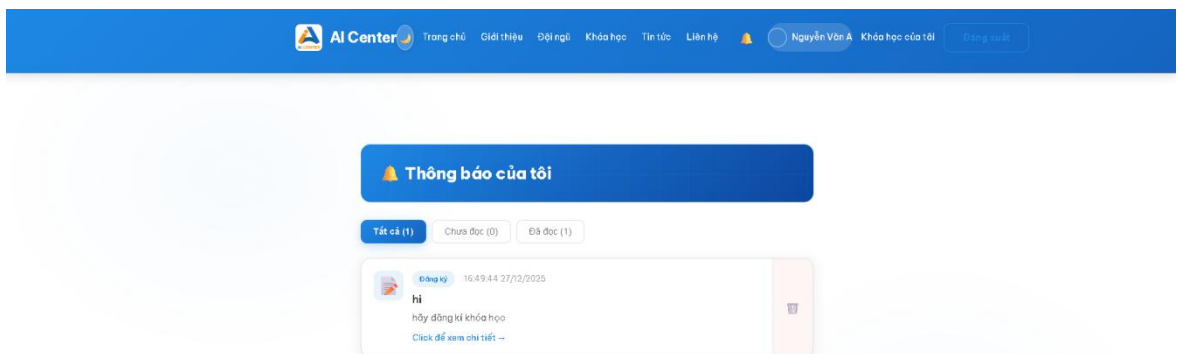 AI Center Trang chủ Giới thiệu Đội ngũ Khóa học Tin tức Liên hệ Nguyễn Văn A Khóa học của tôi Đăng xuất
AI CENTER
Thông báo của tôi
Tất cả (1) Chưa đọc (0) Đã đọc (1)
Đăng ký 16:49:44 27/12/2025
hi
hãy đăng kí khóa học
Click để xem chi tiết →